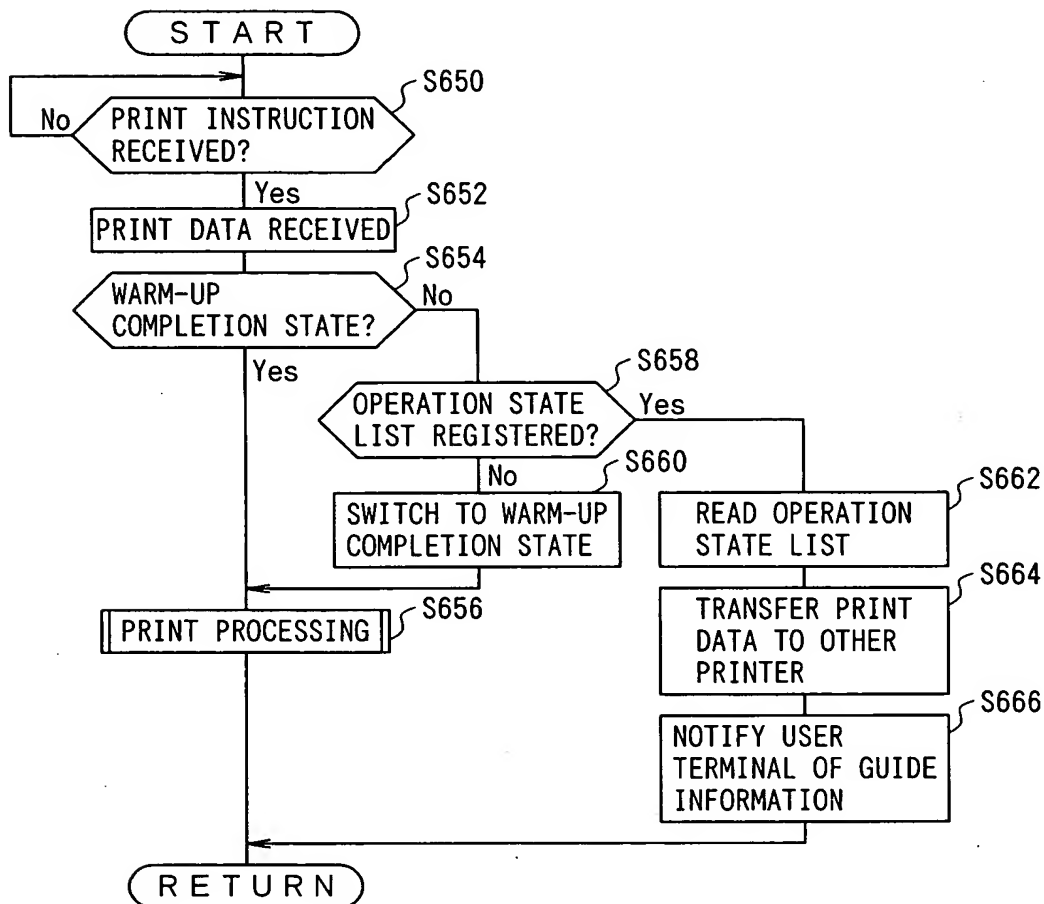 START
S650
No
PRINT INSTRUCTION
RECEIVED?
Yes
S652
PRINT DATA RECEIVED
S654
WARM-UP
COMPLETION STATE?
No
Yes
S658
OPERATION STATE
LIST REGISTERED?
Yes
No
S660
SWITCH TO WARM-UP
COMPLETION STATE
S662
READ OPERATION
STATE LIST
S656
PRINT PROCESSING
S664
TRANSFER PRINT
DATA TO OTHER
PRINTER
S666
NOTIFY USER
TERMINAL OF GUIDE
INFORMATION
RETURN